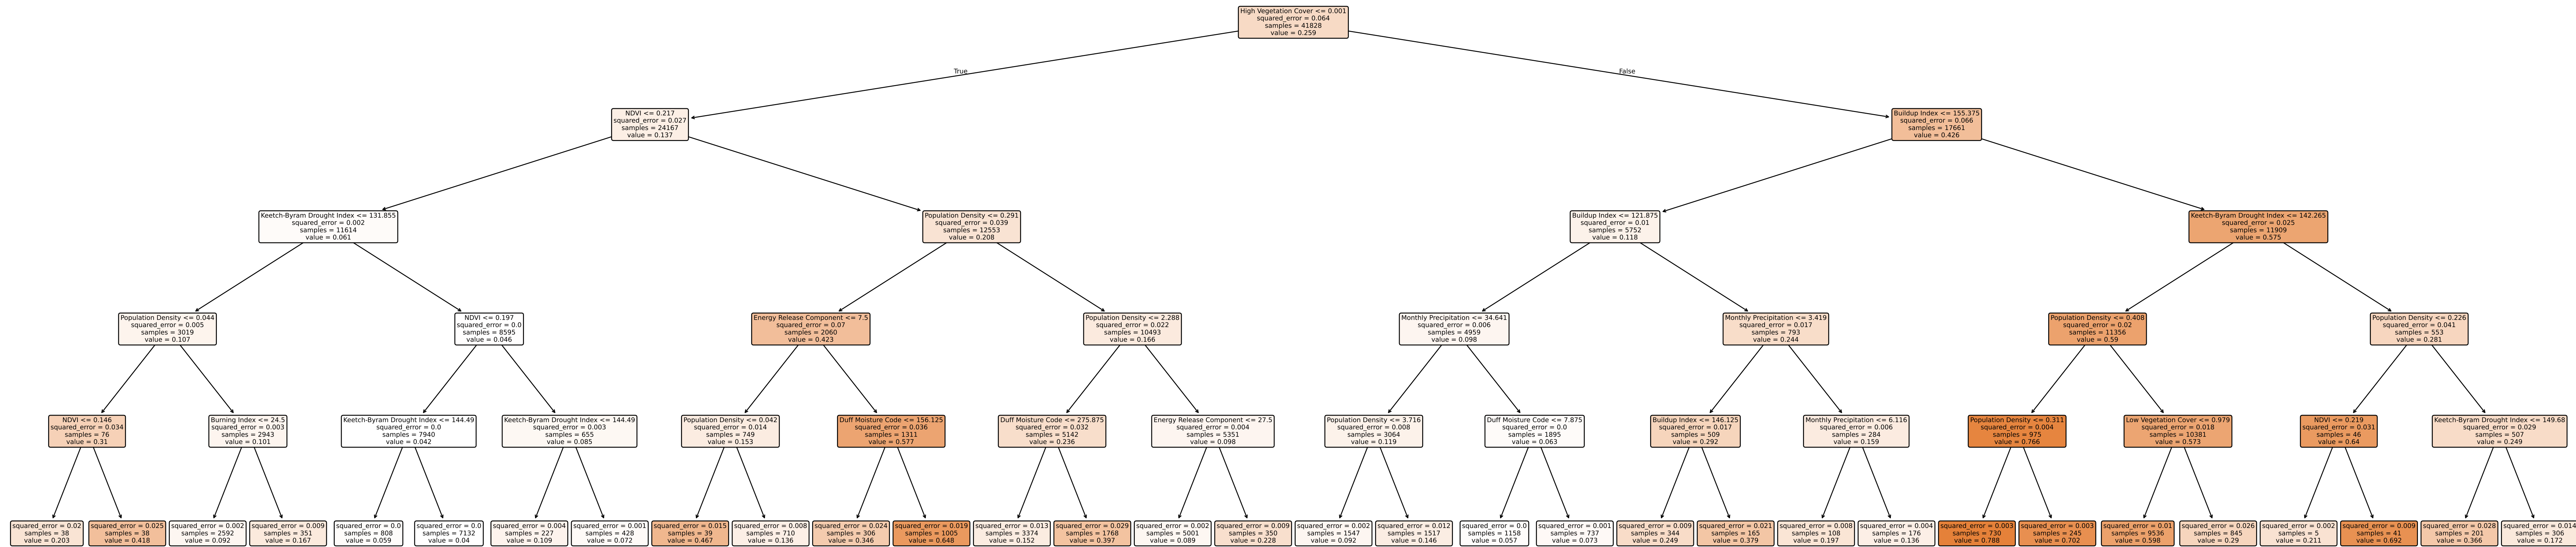 High Vegetation Cover <= 0.001
squared_error = 0.064
samples = 41828
value = 0.259
True
False
NDVI <= 0.217
squared_error = 0.027
samples = 24167
value = 0.137
Buildup Index <= 155.375
squared_error = 0.066
samples = 17661
value = 0.426
Keetch-Byram Drought Index <= 131.855
squared_error = 0.002
samples = 11614
value = 0.061
Population Density <= 0.291
squared_error = 0.039
samples = 12553
value = 0.208
Buildup Index <= 121.875
squared_error = 0.01
samples = 5752
value = 0.118
Keetch-Byram Drought Index <= 142.265
squared_error = 0.025
samples = 11909
value = 0.575
Population Density <= 0.044
squared_error = 0.005
samples = 3019
value = 0.107
NDVI <= 0.197
squared_error = 0.0
samples = 8595
value = 0.046
Energy Release Component <= 7.5
squared_error = 0.07
samples = 2060
value = 0.423
Population Density <= 2.288
squared_error = 0.022
samples = 10493
value = 0.166
Monthly Precipitation <= 34.641
squared_error = 0.006
samples = 4959
value = 0.098
Monthly Precipitation <= 3.419
squared_error = 0.017
samples = 793
value = 0.244
Population Density <= 0.408
squared_error = 0.02
samples = 11356
value = 0.59
Population Density <= 0.226
squared_error = 0.041
samples = 553
value = 0.281
NDVI <= 0.146
squared_error = 0.034
samples = 76
value = 0.31
Burning Index <= 24.5
squared_error = 0.003
samples = 2943
value = 0.101
Keetch-Byram Drought Index <= 144.49
squared_error = 0.0
samples = 7940
value = 0.042
Keetch-Byram Drought Index <= 144.49
squared_error = 0.003
samples = 655
value = 0.085
Population Density <= 0.042
squared_error = 0.014
samples = 749
value = 0.153
Duff Moisture Code <= 156.125
squared_error = 0.036
samples = 1311
value = 0.577
Duff Moisture Code <= 275.875
squared_error = 0.032
samples = 5142
value = 0.236
Energy Release Component <= 27.5
squared_error = 0.004
samples = 5351
value = 0.098
Population Density <= 3.716
squared_error = 0.008
samples = 3064
value = 0.119
Duff Moisture Code <= 7.875
squared_error = 0.0
samples = 1895
value = 0.063
Buildup Index <= 146.125
squared_error = 0.017
samples = 509
value = 0.292
Monthly Precipitation <= 6.116
squared_error = 0.006
samples = 284
value = 0.159
Population Density <= 0.311
squared_error = 0.004
samples = 975
value = 0.766
Low Vegetation Cover <= 0.979
squared_error = 0.018
samples = 10381
value = 0.573
NDVI <= 0.219
squared_error = 0.031
samples = 46
value = 0.64
Keetch-Byram Drought Index <= 149.68
squared_error = 0.029
samples = 507
value = 0.249
squared_error = 0.02
samples = 38
value = 0.203
squared_error = 0.025
samples = 38
value = 0.418
squared_error = 0.002
samples = 2592
value = 0.092
squared_error = 0.009
samples = 351
value = 0.167
squared_error = 0.0
samples = 808
value = 0.059
squared_error = 0.0
samples = 7132
value = 0.04
squared_error = 0.004
samples = 227
value = 0.109
squared_error = 0.001
samples = 428
value = 0.072
squared_error = 0.015
samples = 39
value = 0.467
squared_error = 0.008
samples = 710
value = 0.136
squared_error = 0.024
samples = 306
value = 0.346
squared_error = 0.019
samples = 1005
value = 0.648
squared_error = 0.013
samples = 3374
value = 0.152
squared_error = 0.029
samples = 1768
value = 0.397
squared_error = 0.002
samples = 5001
value = 0.089
squared_error = 0.009
samples = 350
value = 0.228
squared_error = 0.002
samples = 1547
value = 0.092
squared_error = 0.012
samples = 1517
value = 0.146
squared_error = 0.0
samples = 1158
value = 0.057
squared_error = 0.001
samples = 737
value = 0.073
squared_error = 0.009
samples = 344
value = 0.249
squared_error = 0.021
samples = 165
value = 0.379
squared_error = 0.008
samples = 108
value = 0.197
squared_error = 0.004
samples = 176
value = 0.136
squared_error = 0.003
samples = 730
value = 0.788
squared_error = 0.003
samples = 245
value = 0.702
squared_error = 0.01
samples = 9536
value = 0.598
squared_error = 0.026
samples = 845
value = 0.29
squared_error = 0.002
samples = 5
value = 0.211
squared_error = 0.009
samples = 41
value = 0.692
squared_error = 0.028
samples = 201
value = 0.366
squared_error = 0.014
samples = 306
value = 0.172